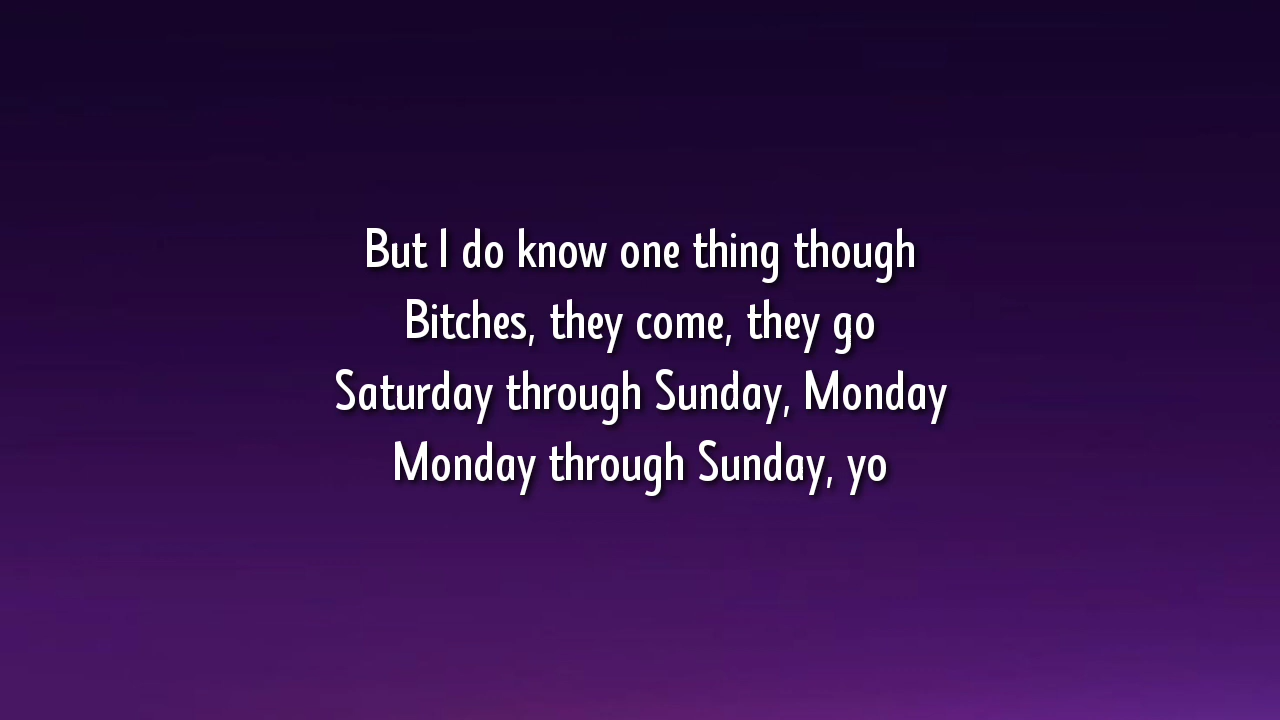 But I do know one thing though
Bitches, they come, they go
Saturday through Sunday, Monday
Monday through Sunday, yo